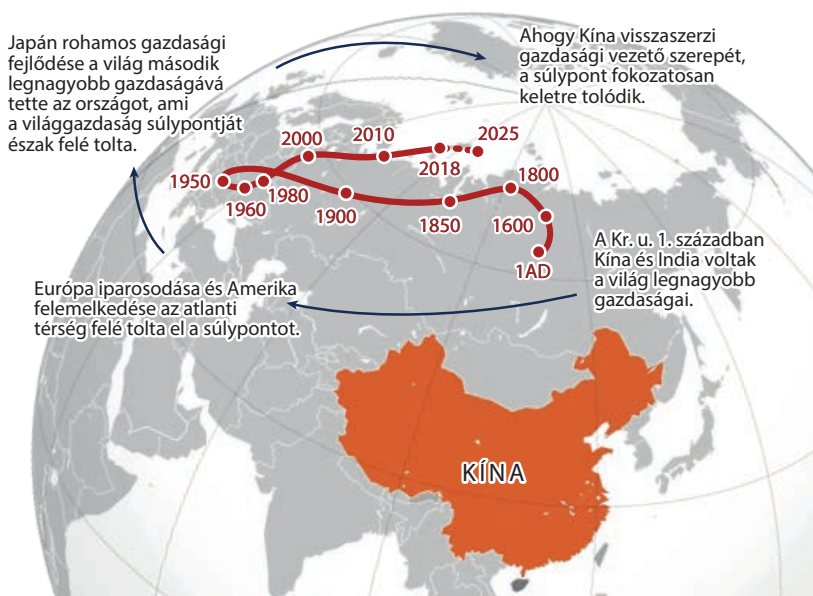 Japán rohamos gazdasági
fejlődése a világ második
legnagyobb gazdaságává
tette az országot, ami
a világgazdaság súlypontját
észak felé tolta.
Ahogy Kína visszaszerzi
gazdasági vezető szerepét,
a súlypont fokozatosan
keletre tolódik.
2000
2010
2018
2025
1950
1960
1980
1900
1850
1800
1600
1AD
A Kr. u. 1. században
Kína és India voltak
a világ legnagyobb
gazdaságai.
Európa iparosodása és Amerika
felemelkedése az atlanti
térség felé tolta el a súlypontot.
KÍNA